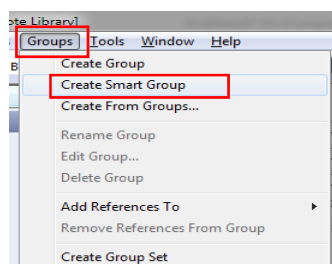 ote Library]
Groups Tools Window Help
B
Create Group
Create Smart Group
Create From Groups...
Rename Group
Edit Group...
Delete Group
Add References To
Remove References From Group
Create Group Set